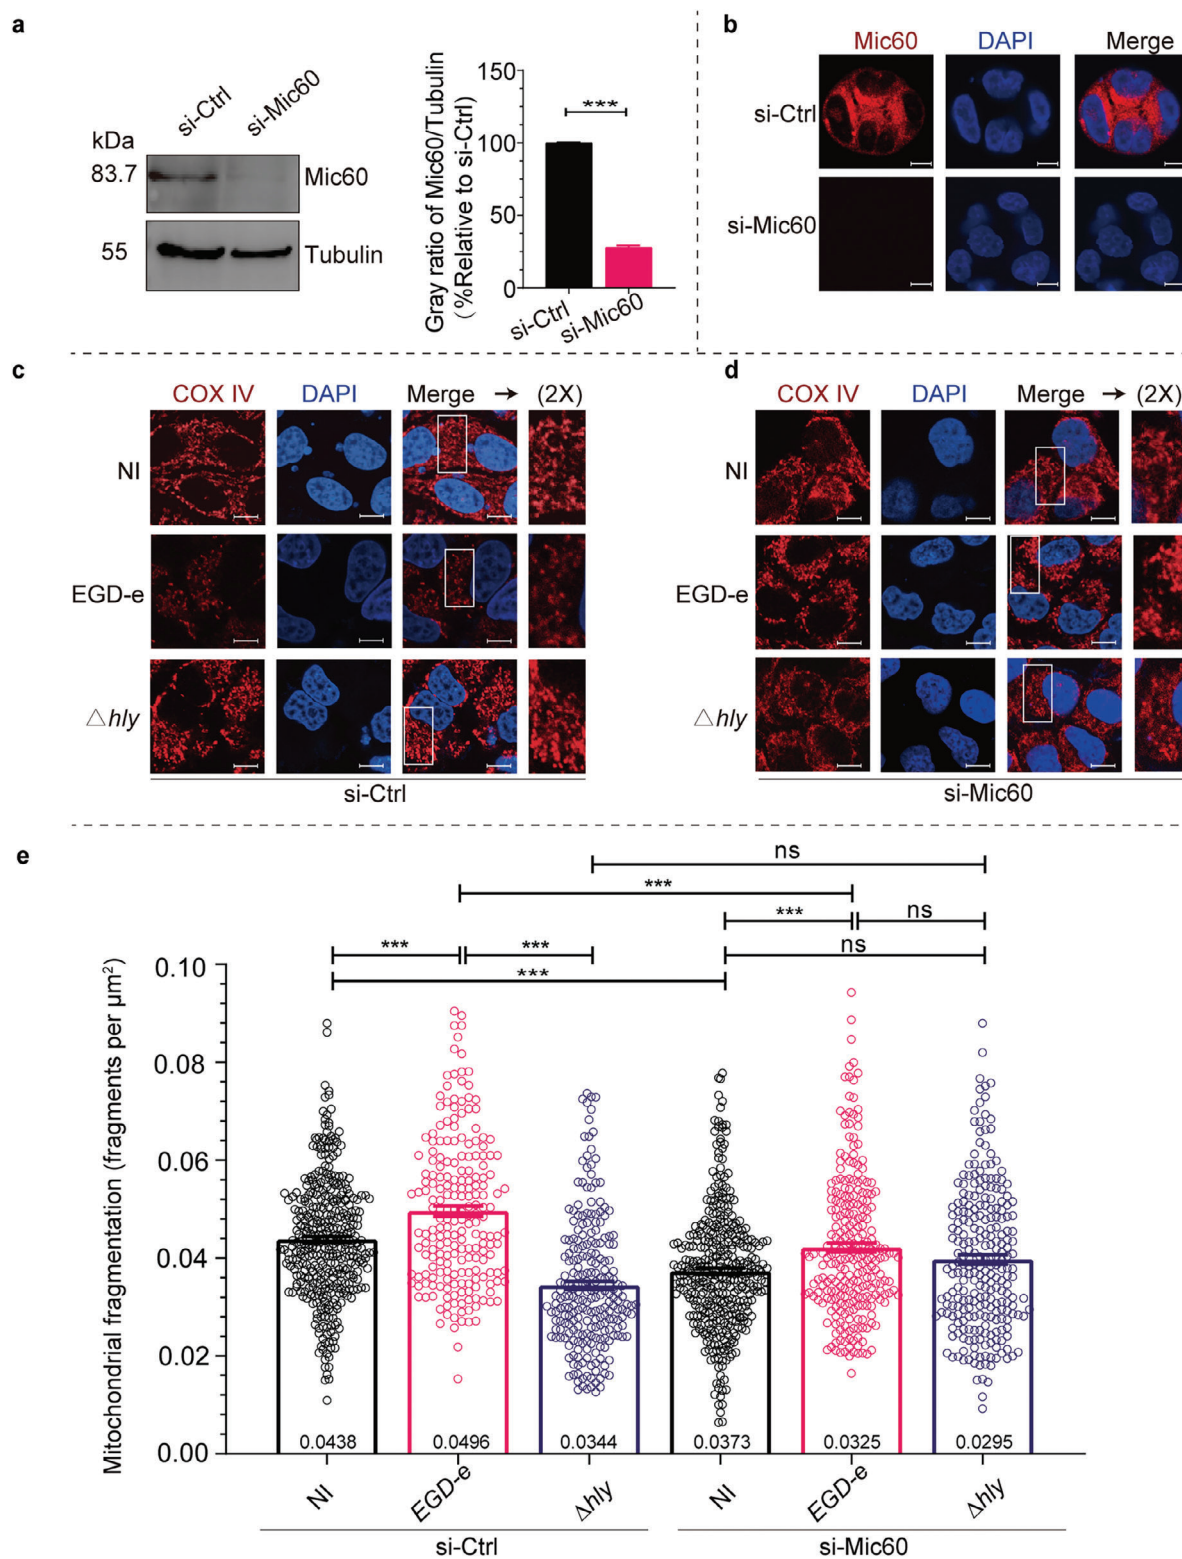 a
si-Ctrl
si-Mic60
kDa
83.7
Mic60
55
Tubulin
Gray ratio of Mic60/Tubulin
(%Relative to si-Ctrl)
150
100
50
0
***
si-Ctrl
si-Mic60
b
Mic60 DAPI Merge
si-Ctrl
si-Mic60
c
COX IV DAPI Merge → (2X)
NI
EGD-e
△hly
si-Ctrl
d
COX IV DAPI Merge → (2X)
NI
EGD-e
△hly
si-Mic60
e
ns
***
*** ns
*** *** ns
***
Mitochondrial fragmentation (fragments per µm²)
0.10
0.08
0.06
0.04
0.02
0.00
0.0438 0.0496 0.0344 0.0373 0.0325 0.0295
NI EGD-e Δhly NI EGD-e Δhly
si-Ctrl si-Mic60